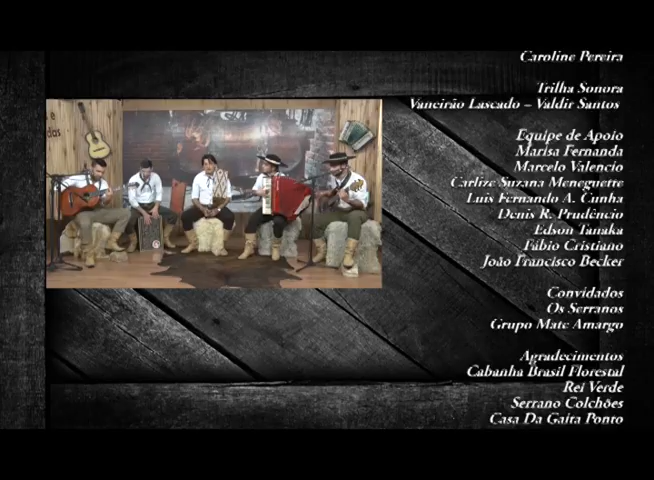 Caroline Pereira
Trilha Sonora
Vaneirão Lascado – Valdir Santos
Equipe de Apoio
Marisa Fernanda
Marcelo Valencio
Carlize Suzana Meneguette
Luis Fernando A. Cunha
Denis R. Prudêncio
Edson Tanaka
Fábio Cristiano
João Francisco Becker
Convidados
Os Serranos
Grupo Mate Amargo
Agradecimentos
Cabanha Brasil Florestal
Rei Verde
Serrano Colchões
Casa Da Gaita Ponto